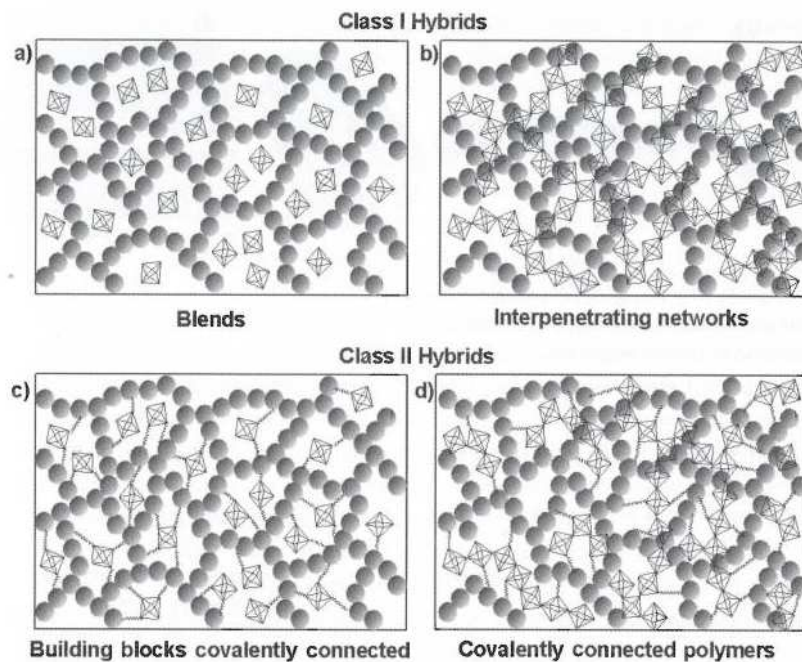 Class I Hybrids
a)
b)
Blends
Interpenetrating networks
Class II Hybrids
c)
d)
Building blocks covalently connected
Covalently connected polymers